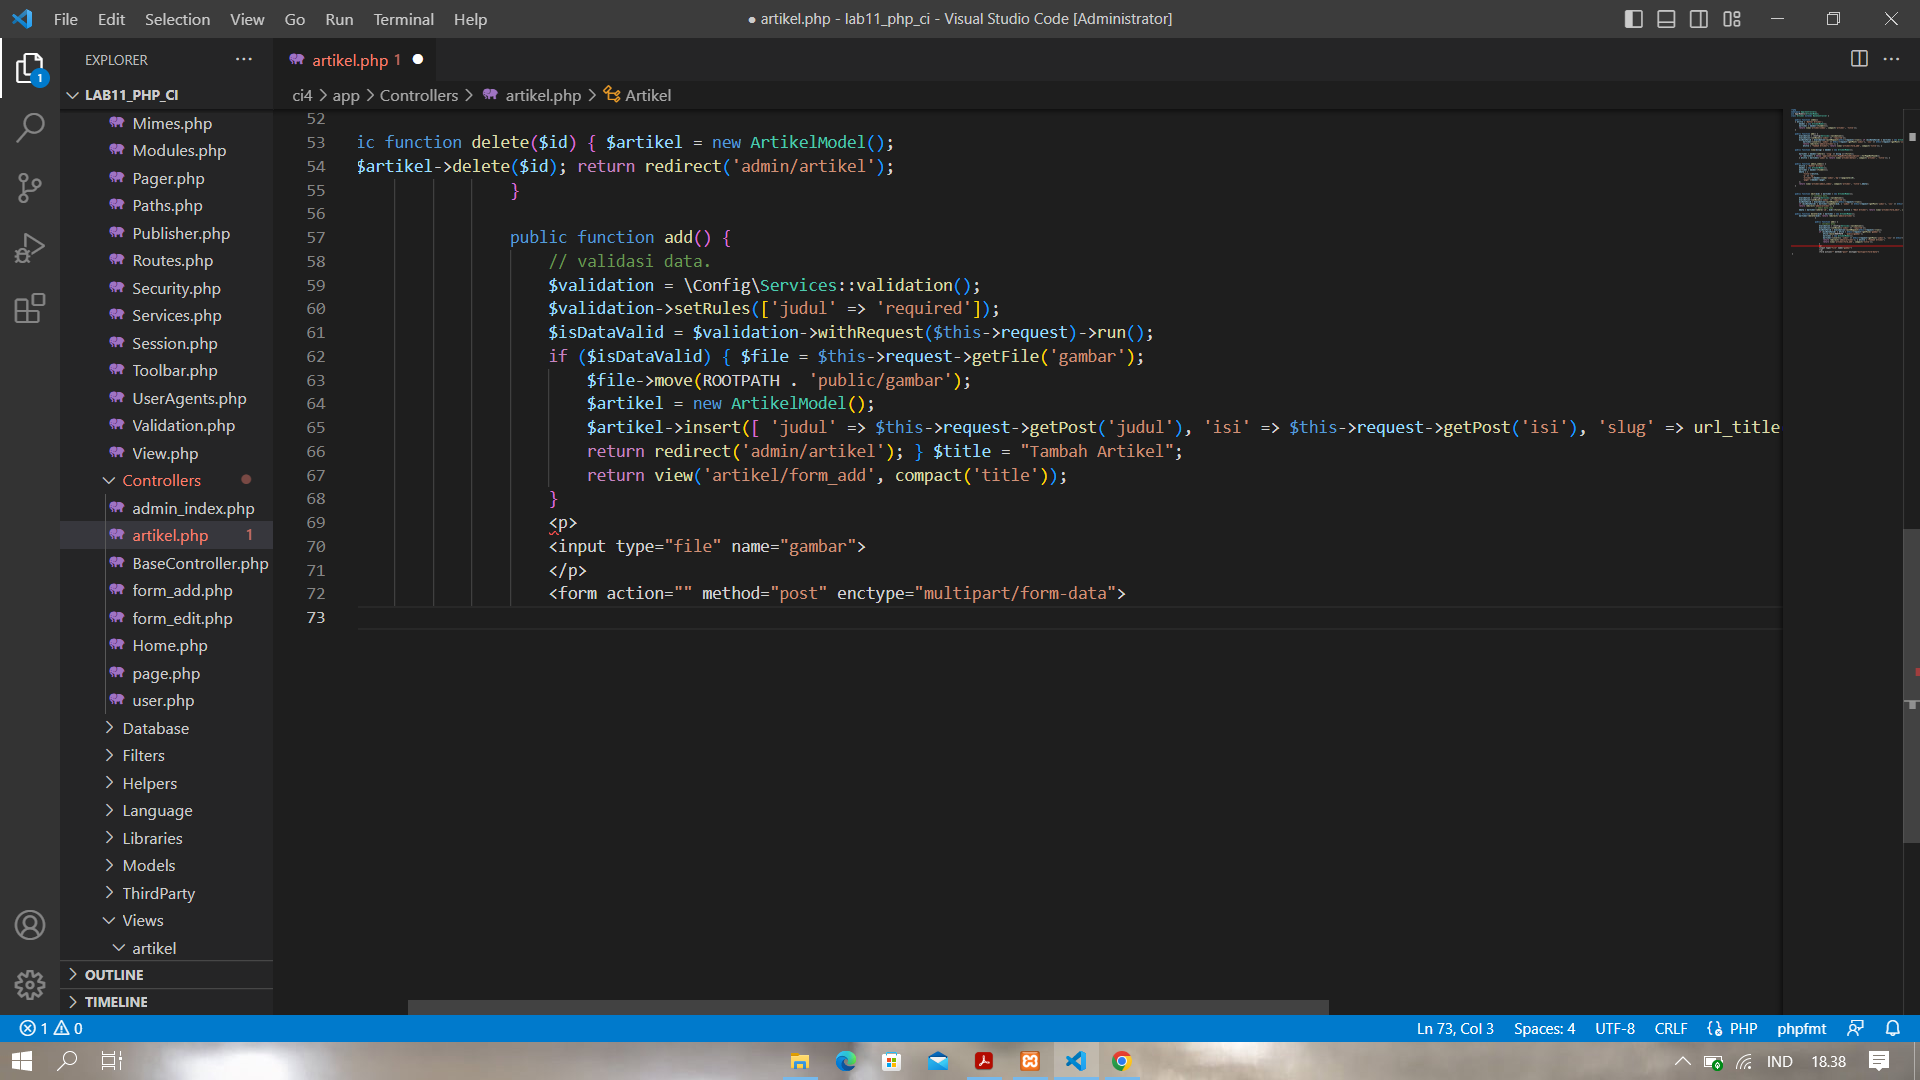 File Edit Selection View Go Run Terminal Help
● artikel.php - lab11_php_ci - Visual Studio Code [Administrator]
EXPLORER
artikel.php 1
LAB11_PHP_CI
ci4 > app > Controllers > artikel.php > Artikel
Mimes.php
Modules.php
Pager.php
Paths.php
Publisher.php
Routes.php
Security.php
Services.php
Session.php
Toolbar.php
UserAgents.php
Validation.php
View.php
Controllers
admin_index.php
artikel.php 1
BaseController.php
form_add.php
form_edit.php
Home.php
page.php
user.php
Database
Filters
Helpers
Language
Libraries
Models
ThirdParty
Views
artikel
OUTLINE
TIMELINE
52
53 ic function delete($id) { $artikel = new ArtikelModel();
54 $artikel->delete($id); return redirect('admin/artikel');
55 }
56
57 public function add() {
58 // validasi data.
59 $validation = \Config\Services::validation();
60 $validation->setRules(['judul' => 'required']);
61 $isDataValid = $validation->withRequest($this->request)->run();
62 if ($isDataValid) { $file = $this->request->getFile('gambar');
63 $file->move(ROOTPATH . 'public/gambar');
64 $artikel = new ArtikelModel();
65 $artikel->insert([ 'judul' => $this->request->getPost('judul'), 'isi' => $this->request->getPost('isi'), 'slug' => url_title
66 return redirect('admin/artikel'); } $title = "Tambah Artikel";
67 return view('artikel/form_add', compact('title'));
68 }
69 <p>
70 <input type="file" name="gambar">
71 </p>
72 <form action="" method="post" enctype="multipart/form-data">
73
1 0
Ln 73, Col 3 Spaces: 4 UTF-8 CRLF PHP phpfmt
IND 18.38